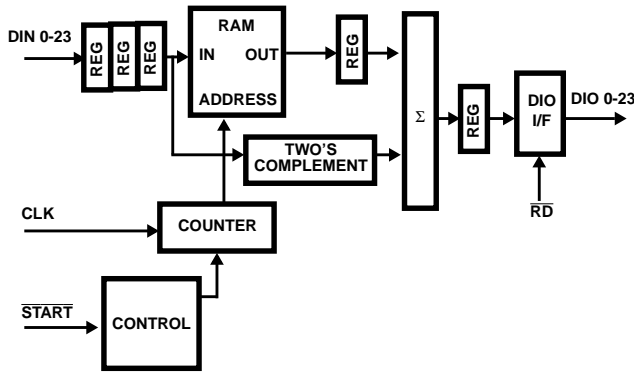 RAM
DIN 0-23
REG
REG
REG
IN
OUT
ADDRESS
REG
Σ
REG
DIO
I/F
DIO 0-23
TWO'S
COMPLEMENT
RD
CLK
COUNTER
START
CONTROL